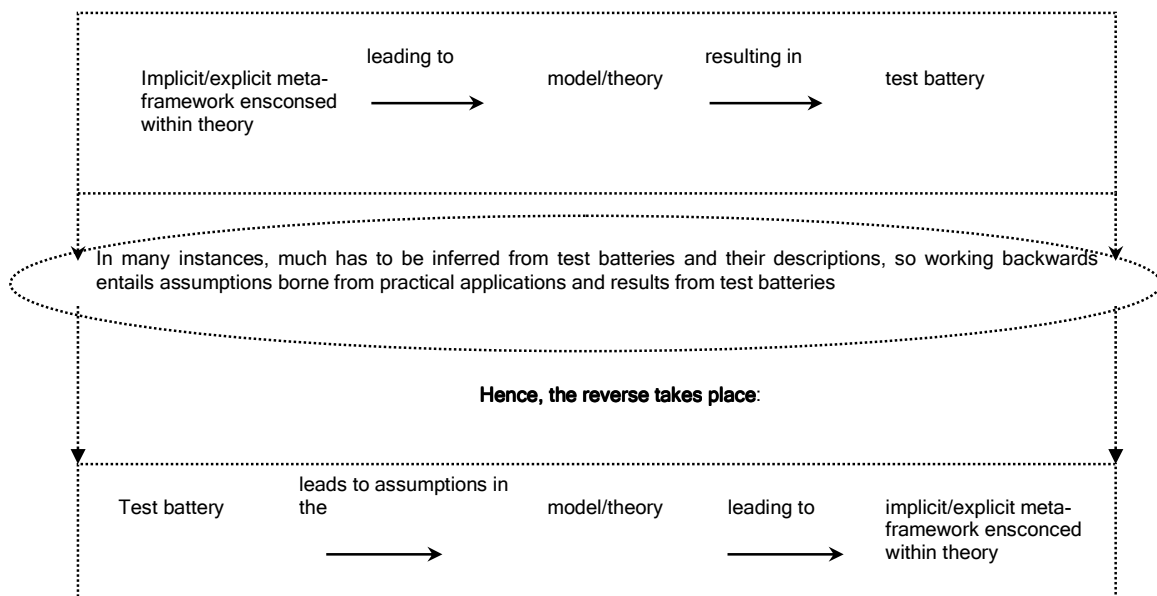 leading to
resulting in
Implicit/explicit meta-
framework ensconsed
within theory
model/theory
test battery
In many instances, much has to be inferred from test batteries and their descriptions, so working backwards
entails assumptions borne from practical applications and results from test batteries
Hence, the reverse takes place:
Test battery
leads to assumptions in
the
model/theory
leading to
implicit/explicit meta-
framework ensconced
within theory